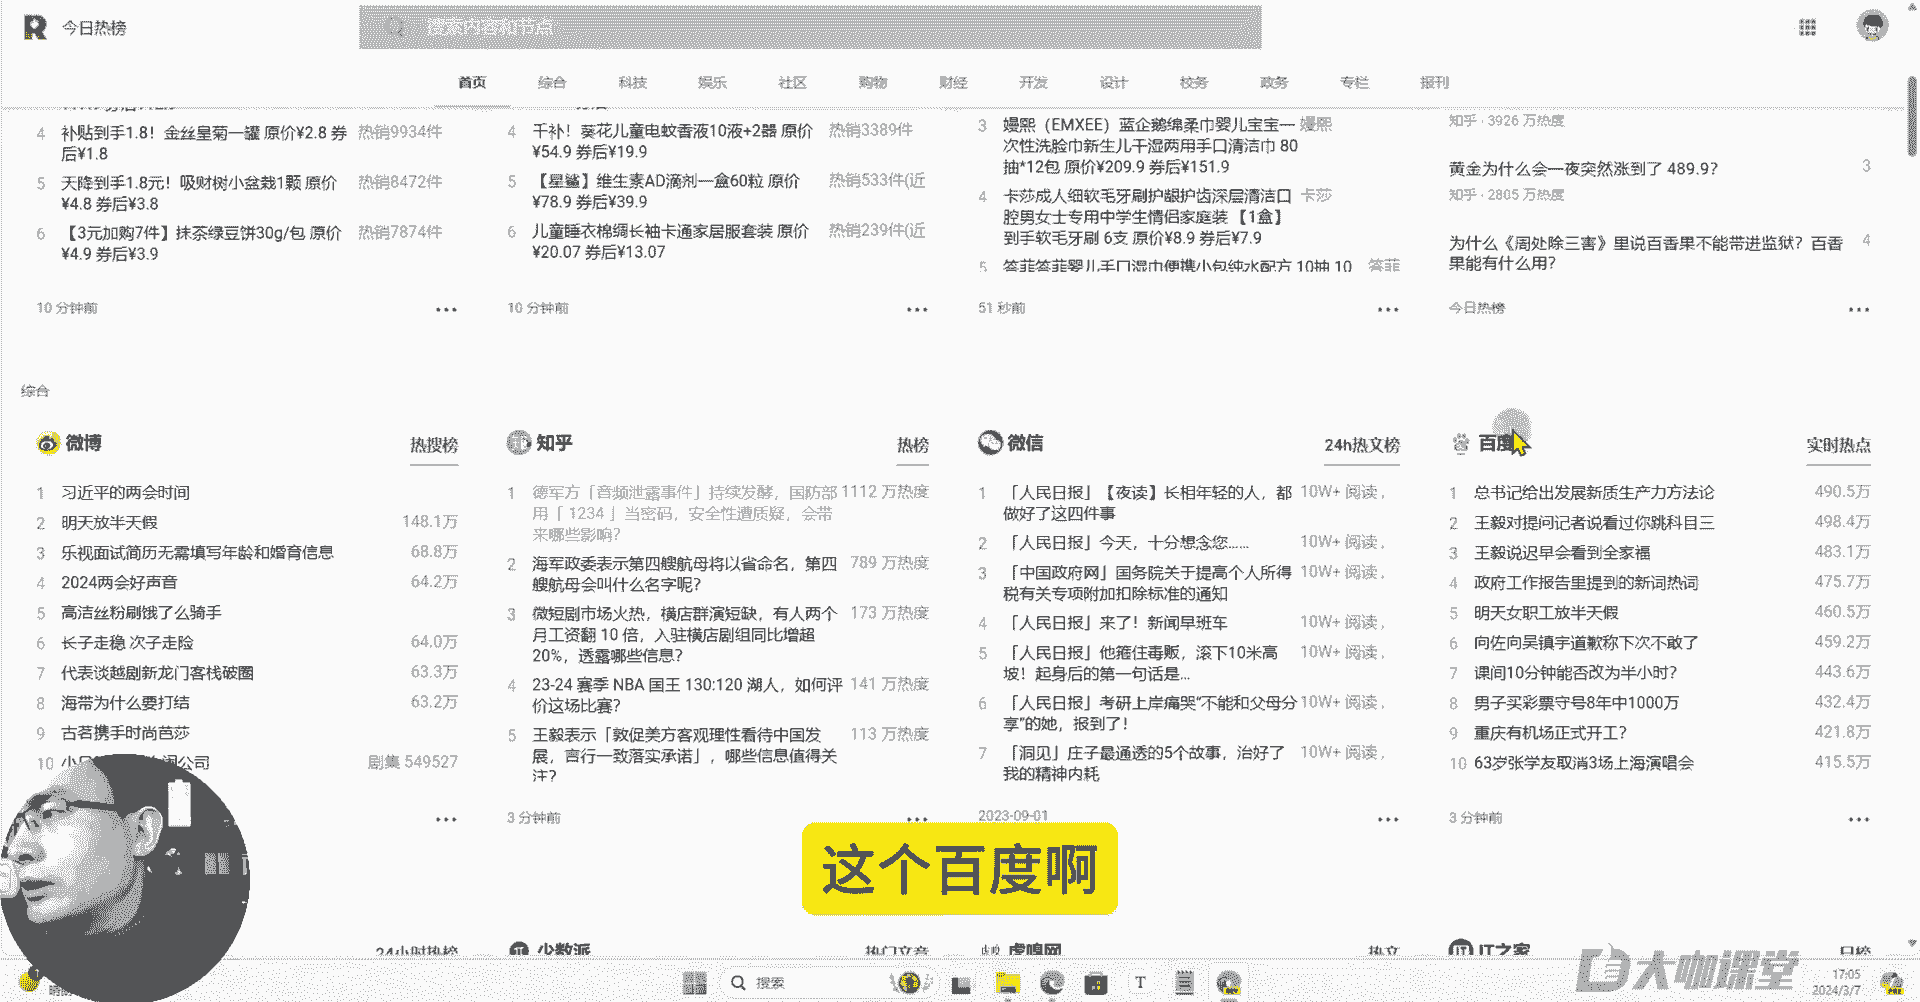 今日热榜
搜索内容和节点
首页 综合 科技 娱乐 社区 购物 财经 开发 设计 校务 政务 专栏 报刊
4 补贴到手1.8！金丝皇菊一罐 原价¥2.8 券 热销9934件
后¥1.8
5 天降到手1.8元！吸财树小盆栽1颗 原价 热销8472件
¥4.8 券后¥3.8
6 【3元加购7件】抹茶绿豆饼30g/包 原价 热销7874件
¥4.9 券后¥3.9
10 分钟前
4 千补！葵花儿童电蚊香液10液+2器 原价 热销3389件
¥54.9 券后¥19.9
5 【星鲨】维生素AD滴剂一盒60粒 原价 热销533件(近
¥78.9 券后¥39.9
6 儿童睡衣棉绸长袖卡通家居服套装 原价 热销239件(近
¥20.07 券后¥13.07
10 分钟前
3 嫚熙（EMXEE）蓝企鹅绵柔巾婴儿宝宝一 嫚熙
次性洗脸巾新生儿干湿两用手口清洁巾 80
抽*12包 原价¥209.9 券后¥151.9
4 卡莎成人细软毛牙刷护龈护齿深层清洁口 卡莎
腔男女士专用中学生情侣家庭装 【1盒】
到手软毛牙刷 6支 原价¥8.9 券后¥7.9
5 答菲答菲婴儿手口湿巾便携小包纯水配方 10抽 10 答菲
51 秒前
知乎 · 3926 万热度
黄金为什么会一夜突然涨到了 489.9？ 3
知乎 · 2805 万热度
为什么《周处除三害》里说百香果不能带进监狱？百香 4
果能有什么用？
今日热榜
综合
微博 热搜榜
1 习近平的两会时间
2 明天放半天假 148.1万
3 乐视面试简历无需填写年龄和婚育信息 68.8万
4 2024两会好声音 64.2万
5 高洁丝粉刷饿了么骑手
6 长子走稳 次子走险 64.0万
7 代表谈越剧新龙门客栈破圈 63.3万
8 海带为什么要打结 63.2万
9 古茗携手时尚芭莎
10 小 公司 剧集 549527
知乎 热榜
1 德军方「音频泄露事件」持续发酵，国防部 1112 万热度
用「 1234 」当密码，安全性遭质疑，会带
来哪些影响？
2 海军政委表示第四艘航母将以省命名，第四 789 万热度
艘航母会叫什么名字呢？
3 微短剧市场火热，横店群演短缺，有人两个 173 万热度
月工资翻 10 倍，入驻横店剧组同比增超
20%，透露哪些信息？
4 23-24 赛季 NBA 国王 130:120 湖人，如何评 141 万热度
价这场比赛？
5 王毅表示「敦促美方客观理性看待中国发 113 万热度
展，言行一致落实承诺」，哪些信息值得关
注？
3 分钟前
微信 24h热文榜
1 「人民日报」【夜读】长相年轻的人，都 10W+ 阅读，
做好了这四件事
2 「人民日报」今天，十分想念您…… 10W+ 阅读，
3 「中国政府网」国务院关于提高个人所得 10W+ 阅读，
税有关专项附加扣除标准的通知
4 「人民日报」来了！新闻早班车 10W+ 阅读，
5 「人民日报」他箍住毒贩，滚下10米高 10W+ 阅读，
坡！起身后的第一句话是...
6 「人民日报」考研上岸痛哭“不能和父母分 10W+ 阅读，
享”的她，报到了！
7 「洞见」庄子最通透的5个故事，治好了 10W+ 阅读，
我的精神内耗
2023-09-01
百度 实时热点
1 总书记给出发展新质生产力方法论 490.5万
2 王毅对提问记者说看过你跳科目三 498.4万
3 王毅说迟早会看到全家福 483.1万
4 政府工作报告里提到的新词热词 475.7万
5 明天女职工放半天假 460.5万
6 向佐向吴镇宇道歉称下次不敢了 459.2万
7 课间10分钟能否改为半小时？ 443.6万
8 男子买彩票守号8年中1000万 432.4万
9 重庆有机场正式开工？ 421.8万
10 63岁张学友取消3场上海演唱会 415.5万
3 分钟前
这个百度啊
24小时热榜 少数派 热门文章 虎嗅网 热文 IT之家 日榜
搜索
大咖课堂
17:05
2024/3/7